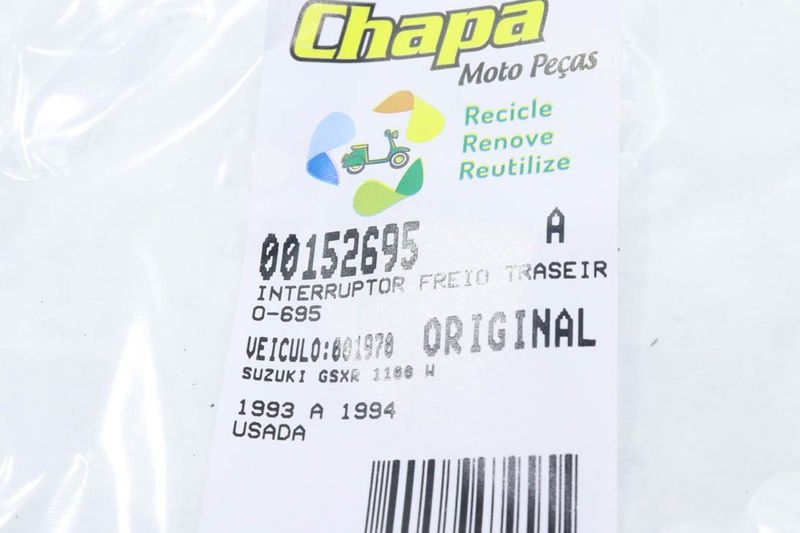 Chapa
Moto Peças
Recicle
Renove
Reutilize
00152695 A
INTERRUPTOR FREIO TRASEIR
O-695
VEICULO:001970 ORIGINAL
SUZUKI GSXR 1100 W
1993 A 1994
USADA